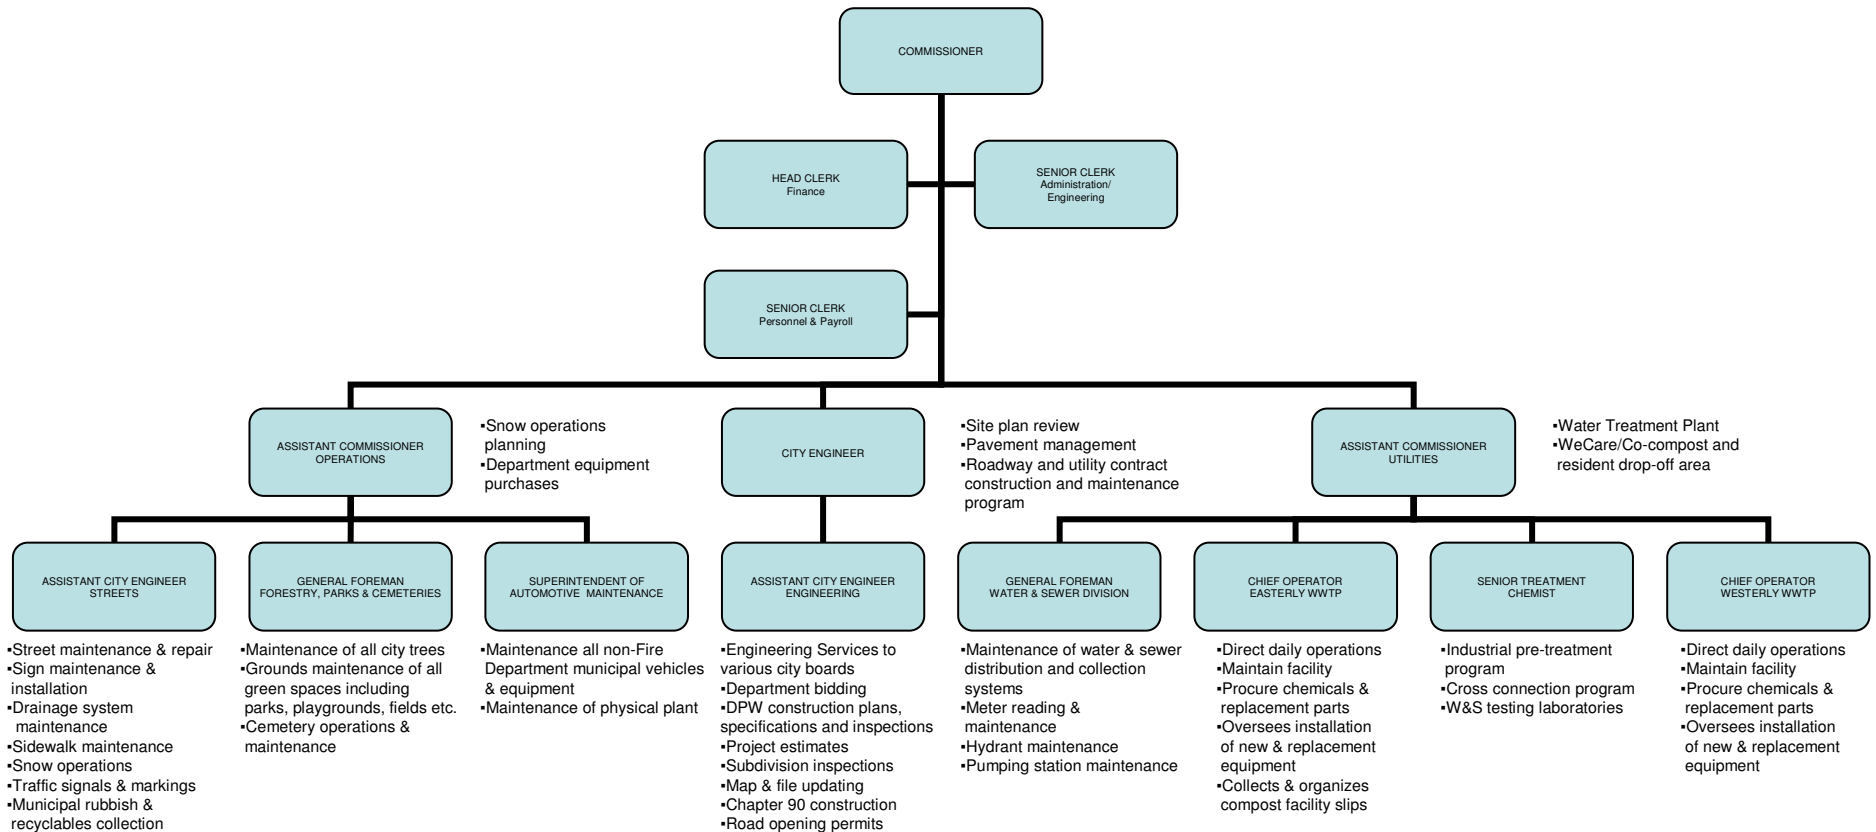 COMMISSIONER
HEAD CLERK
Finance
SENIOR CLERK
Administration/
Engineering
SENIOR CLERK
Personnel & Payroll
ASSISTANT COMMISSIONER
OPERATIONS
▪Snow operations
planning
▪Department equipment
purchases
CITY ENGINEER
▪Site plan review
▪Pavement management
▪Roadway and utility contract
construction and maintenance
program
ASSISTANT COMMISSIONER
UTILITIES
▪Water Treatment Plant
▪WeCare/Co-compost and
resident drop-off area
ASSISTANT CITY ENGINEER
STREETS
▪Street maintenance & repair
▪Sign maintenance &
installation
▪Drainage system
maintenance
▪Sidewalk maintenance
▪Snow operations
▪Traffic signals & markings
▪Municipal rubbish &
recyclables collection
GENERAL FOREMAN
FORESTRY, PARKS & CEMETERIES
▪Maintenance of all city trees
▪Grounds maintenance of all
green spaces including
parks, playgrounds, fields etc.
▪Cemetery operations &
maintenance
SUPERINTENDENT OF
AUTOMOTIVE MAINTENANCE
▪Maintenance all non-Fire
Department municipal vehicles
& equipment
▪Maintenance of physical plant
ASSISTANT CITY ENGINEER
ENGINEERING
▪Engineering Services to
various city boards
▪Department bidding
▪DPW construction plans,
specifications and inspections
▪Project estimates
▪Subdivision inspections
▪Map & file updating
▪Chapter 90 construction
▪Road opening permits
GENERAL FOREMAN
WATER & SEWER DIVISION
▪Maintenance of water & sewer
distribution and collection
systems
▪Meter reading &
maintenance
▪Hydrant maintenance
▪Pumping station maintenance
CHIEF OPERATOR
EASTERLY WWTP
▪Direct daily operations
▪Maintain facility
▪Procure chemicals &
replacement parts
▪Oversees installation
of new & replacement
equipment
▪Collects & organizes
compost facility slips
SENIOR TREATMENT
CHEMIST
▪Industrial pre-treatment
program
▪Cross connection program
▪W&S testing laboratories
CHIEF OPERATOR
WESTERLY WWTP
▪Direct daily operations
▪Maintain facility
▪Procure chemicals &
replacement parts
▪Oversees installation
of new & replacement
equipment